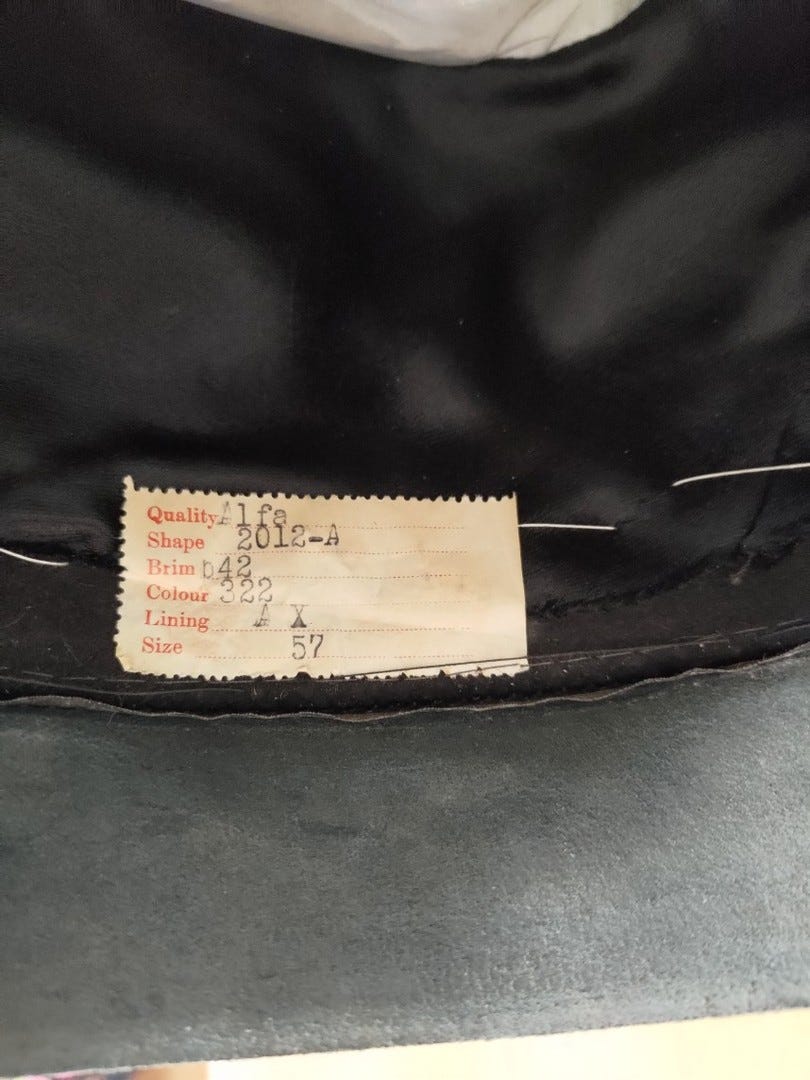 Quality Alfa
Shape 2012-A
Brim b42
Colour 322
Lining A X
Size 57